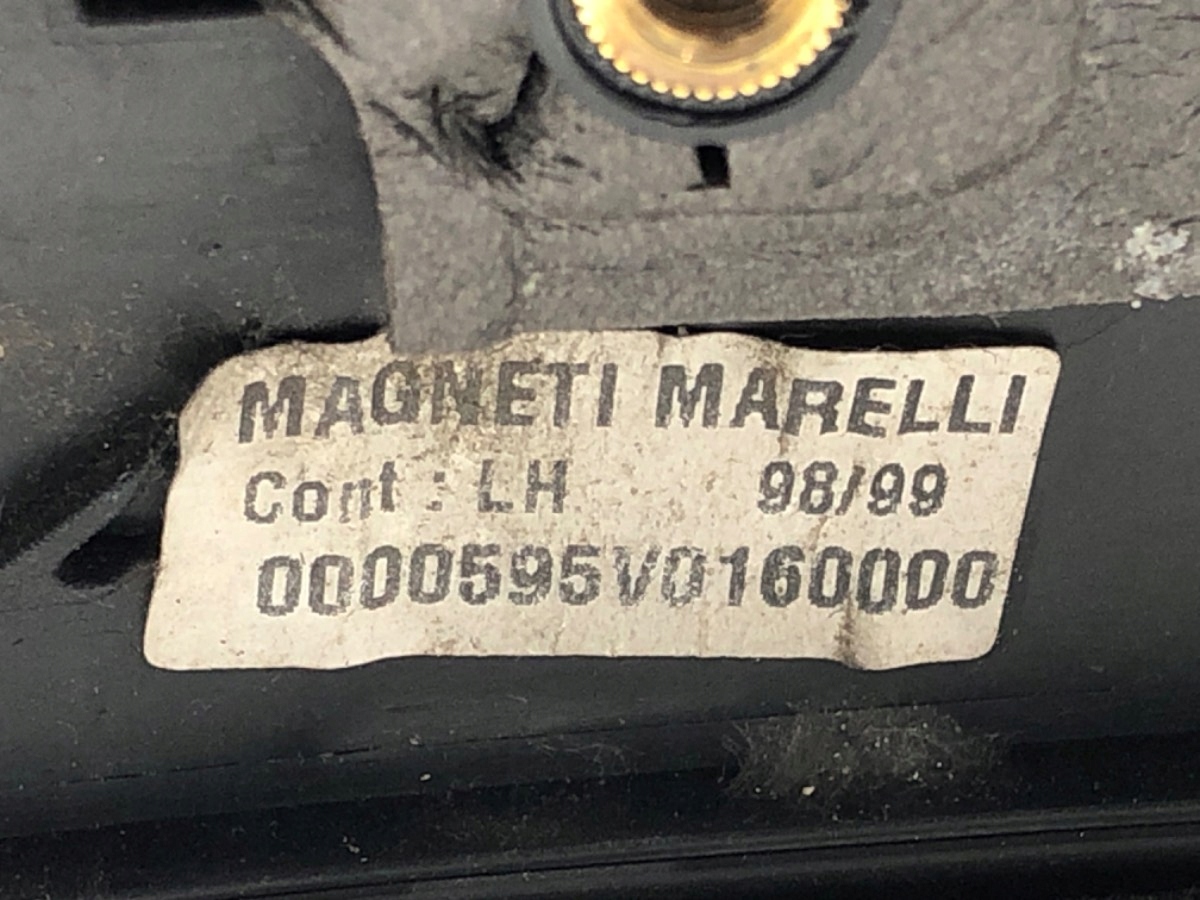 MAGNETI MARELLI
Cont : LH 98/99
0000595V0160000